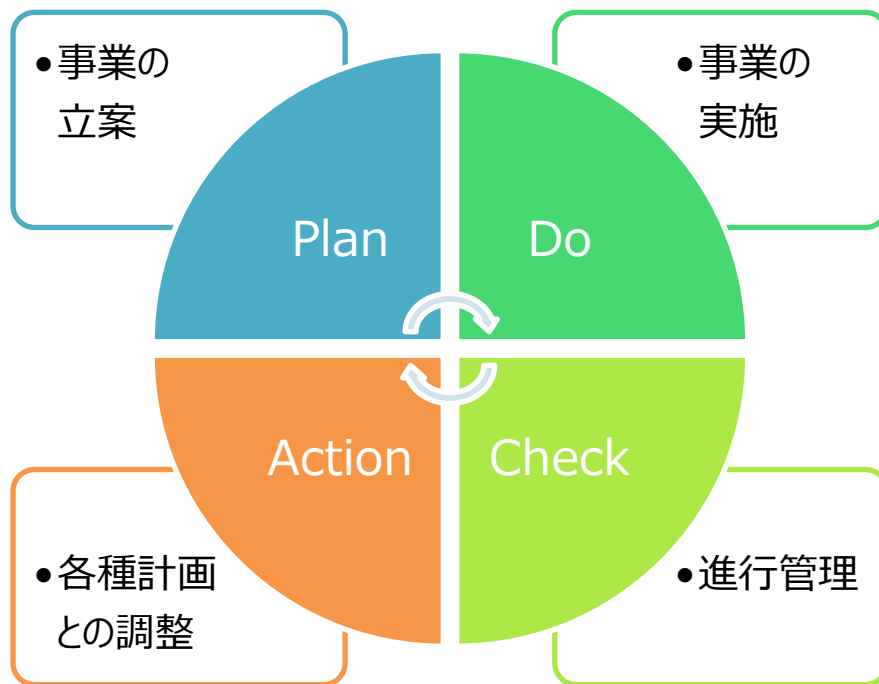 •事業の
立案
•事業の
実施
Plan
Do
Action
Check
•各種計画
との調整
•進行管理